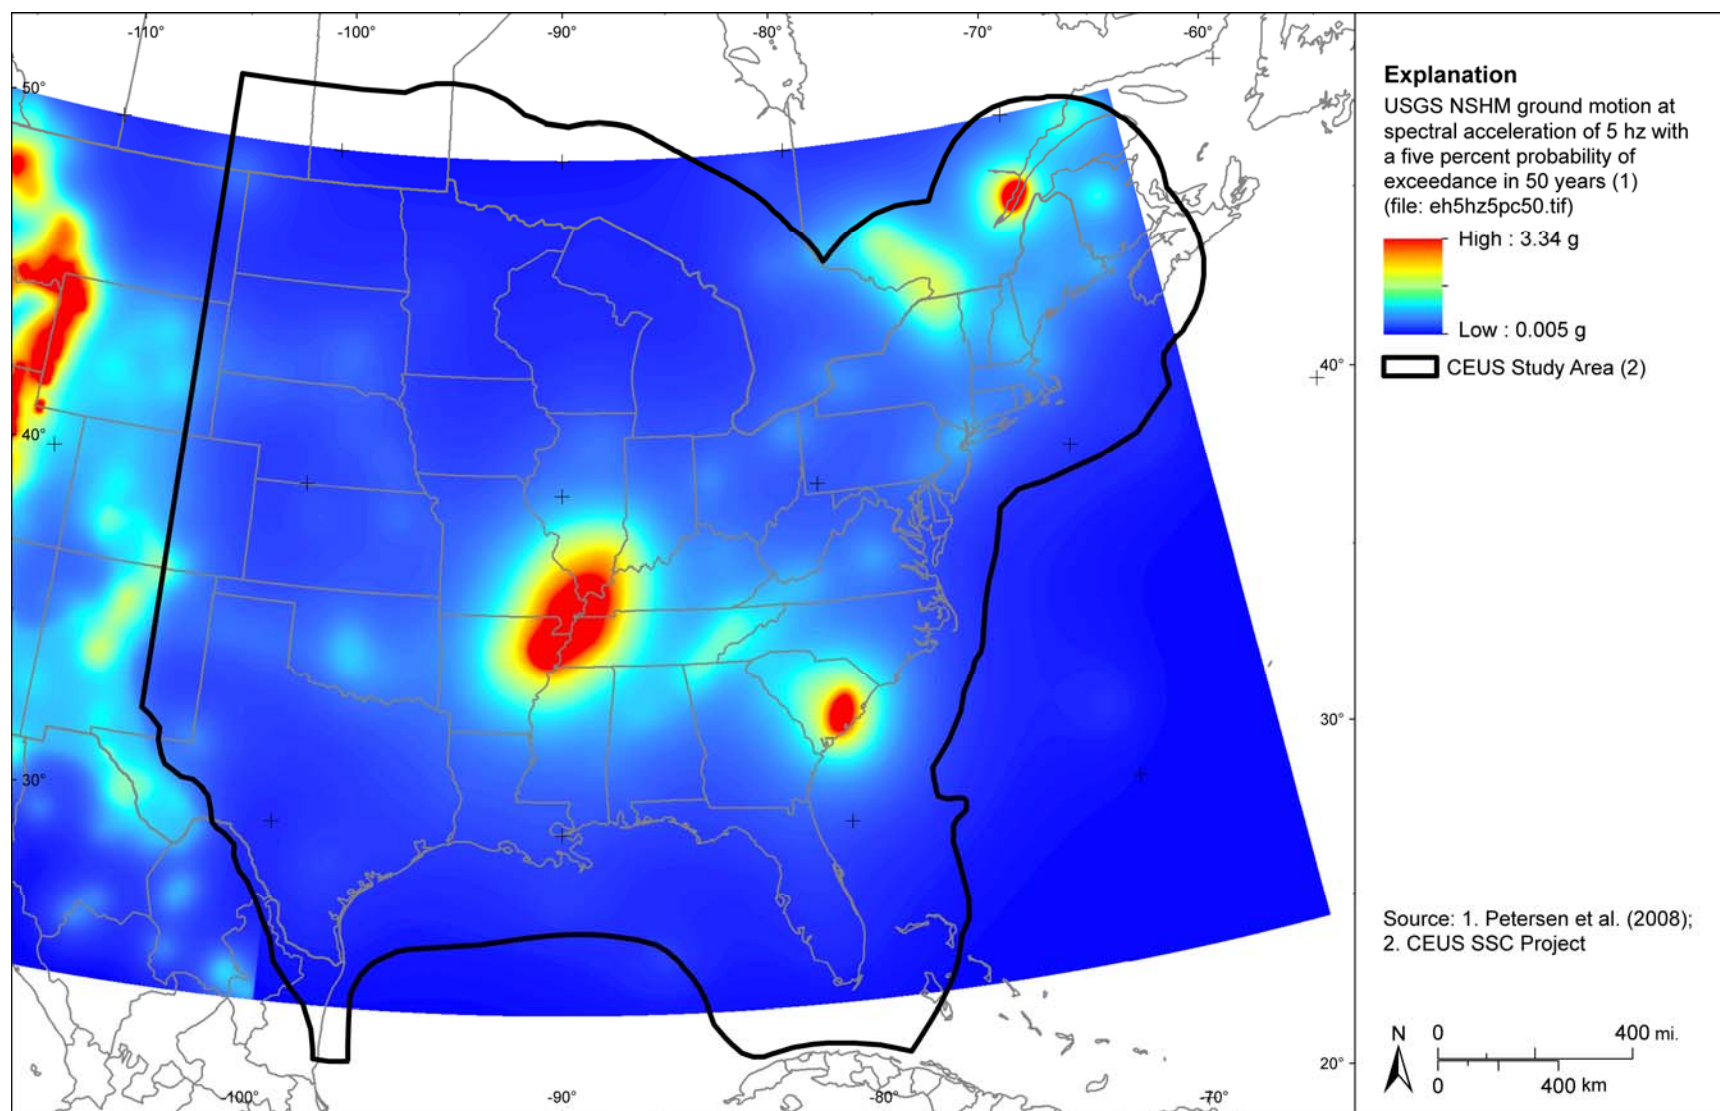 -110°
-100°
-90°
-80°
-70°
-60°
50°
40°
30°
40°
30°
20°
-100°
-90°
-80°
-70°
Explanation
USGS NSHM ground motion at
spectral acceleration of 5 hz with
a five percent probability of
exceedance in 50 years (1)
(file: eh5hz5pc50.tif)
High : 3.34 g
Low : 0.005 g
CEUS Study Area (2)
Source: 1. Petersen et al. (2008);
2. CEUS SSC Project
N
0 400 mi.
0 400 km